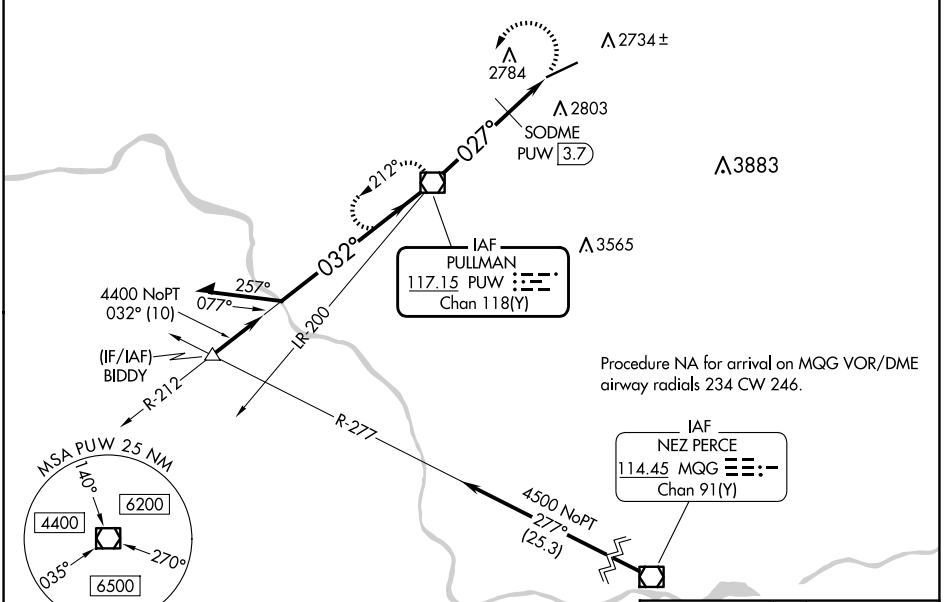 2734±
2784
2803
SODME
PUW 3.7
027°
3883
212°
032°
3565
IAF
PULLMAN
117.15 PUW
Chan 118(Y)
257°
077°
4400 NoPT
032° (10)
(IF/IAF)
BIDDY
LR-200
R-212
R-277
Procedure NA for arrival on MQG VOR/DME
airway radials 234 CW 246.
IAF
NEZ PERCE
114.45 MQG
Chan 91(Y)
4500 NoPT
277°
(25.3)
MSA PUW 25 NM
140°
6200
4400
035°
270°
6500